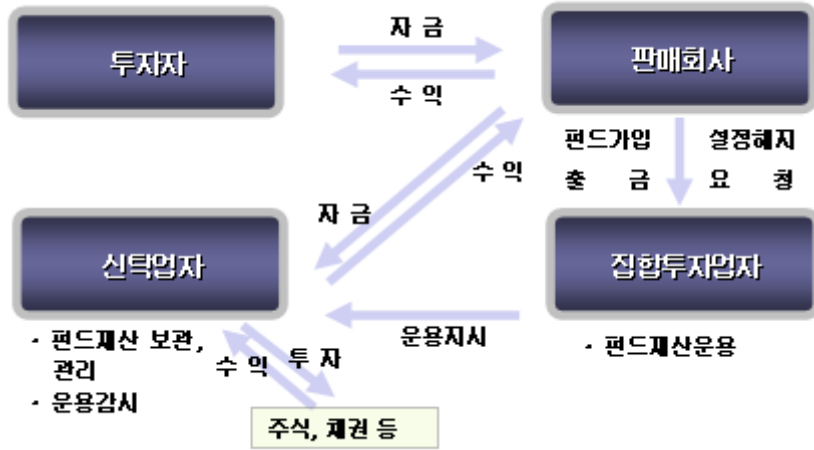 자 금
투자자
판매회사
수 익
펀드가입 설정해지
출 금 요 청
수 익
자 금
신탁업자
집합투자업자
운용지시
· 펀드재산 보관,
관리
· 운용감시
수 익
투 자
· 펀드재산운용
주식, 채권 등